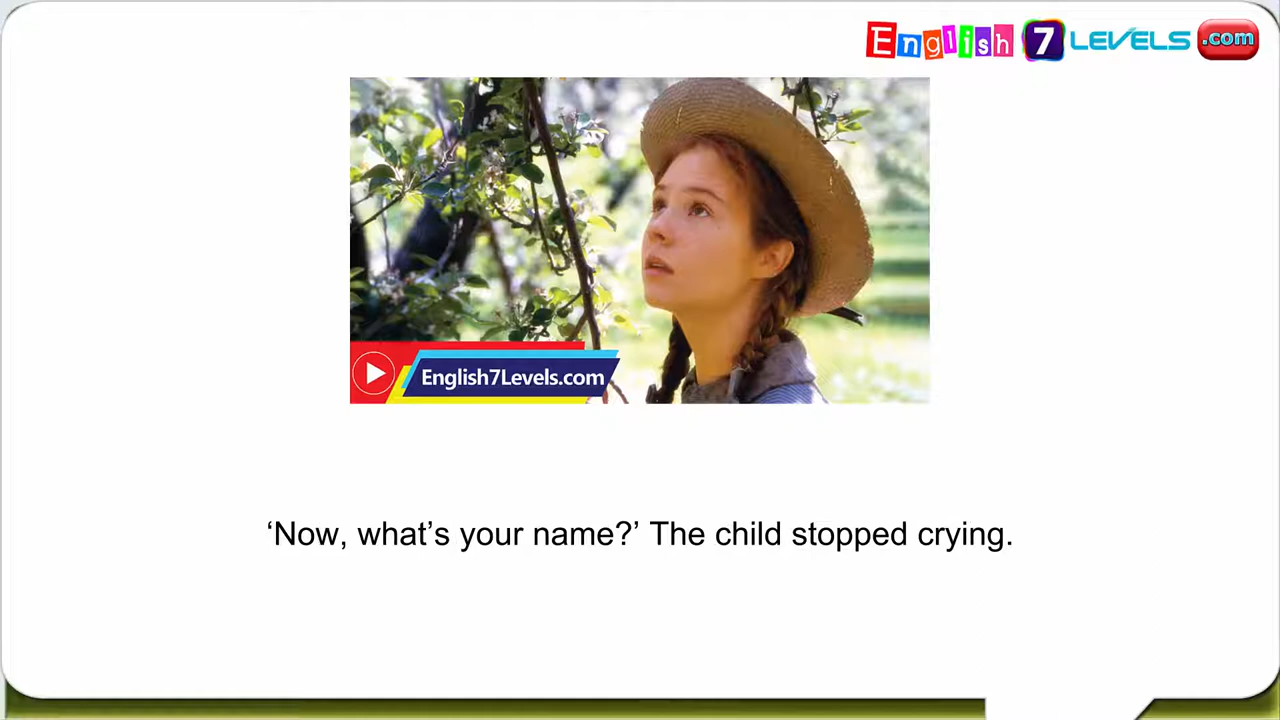 English 7 LEVELS .com
English7Levels.com
‘Now, what’s your name?’ The child stopped crying.